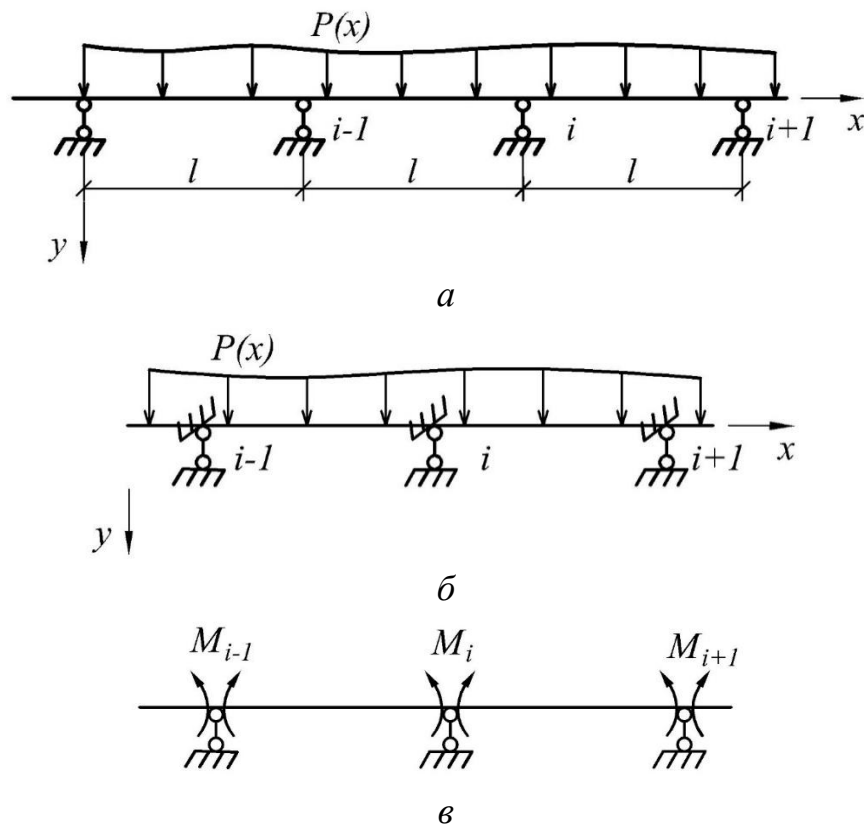 P(x)
i-1 i i+1 x
l l l
y
а
P(x)
i-1 i i+1 x
y
б
M_{i-1} M_i M_{i+1}
в